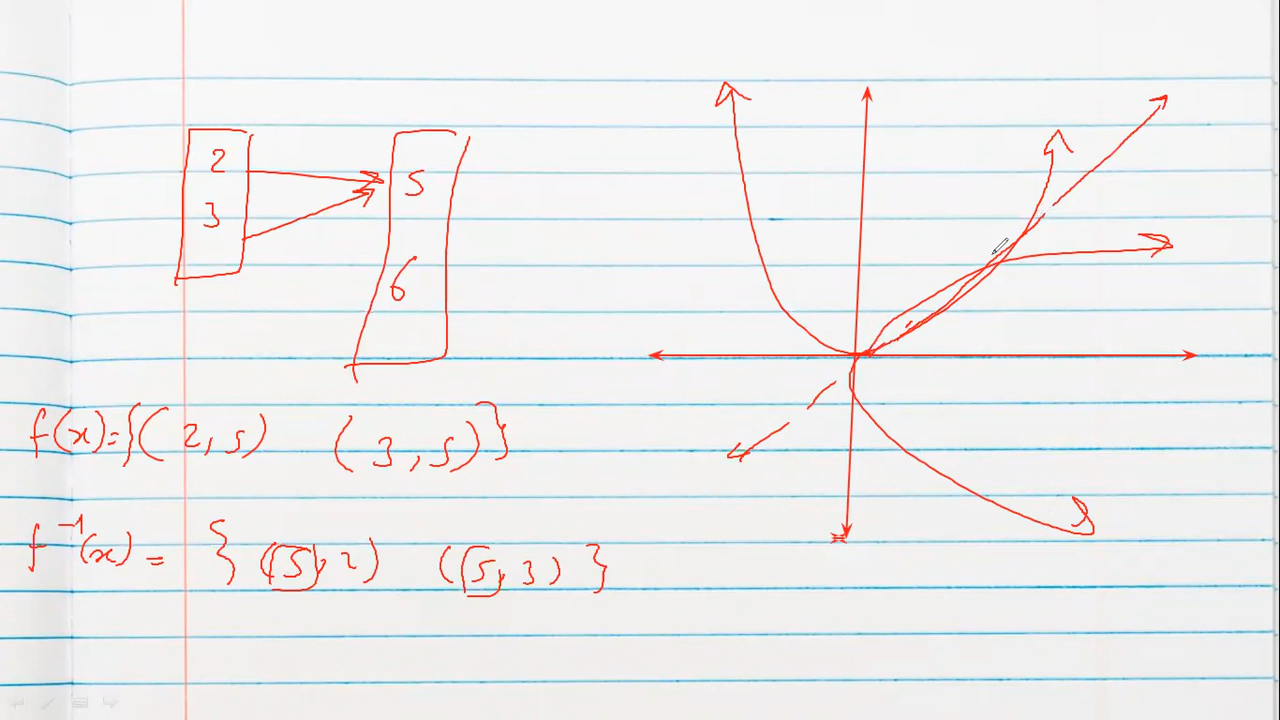 2
3
5
6
f(x)={(2,5) (3,5)}
f⁻¹(x) = {(5,2) (5,3)}